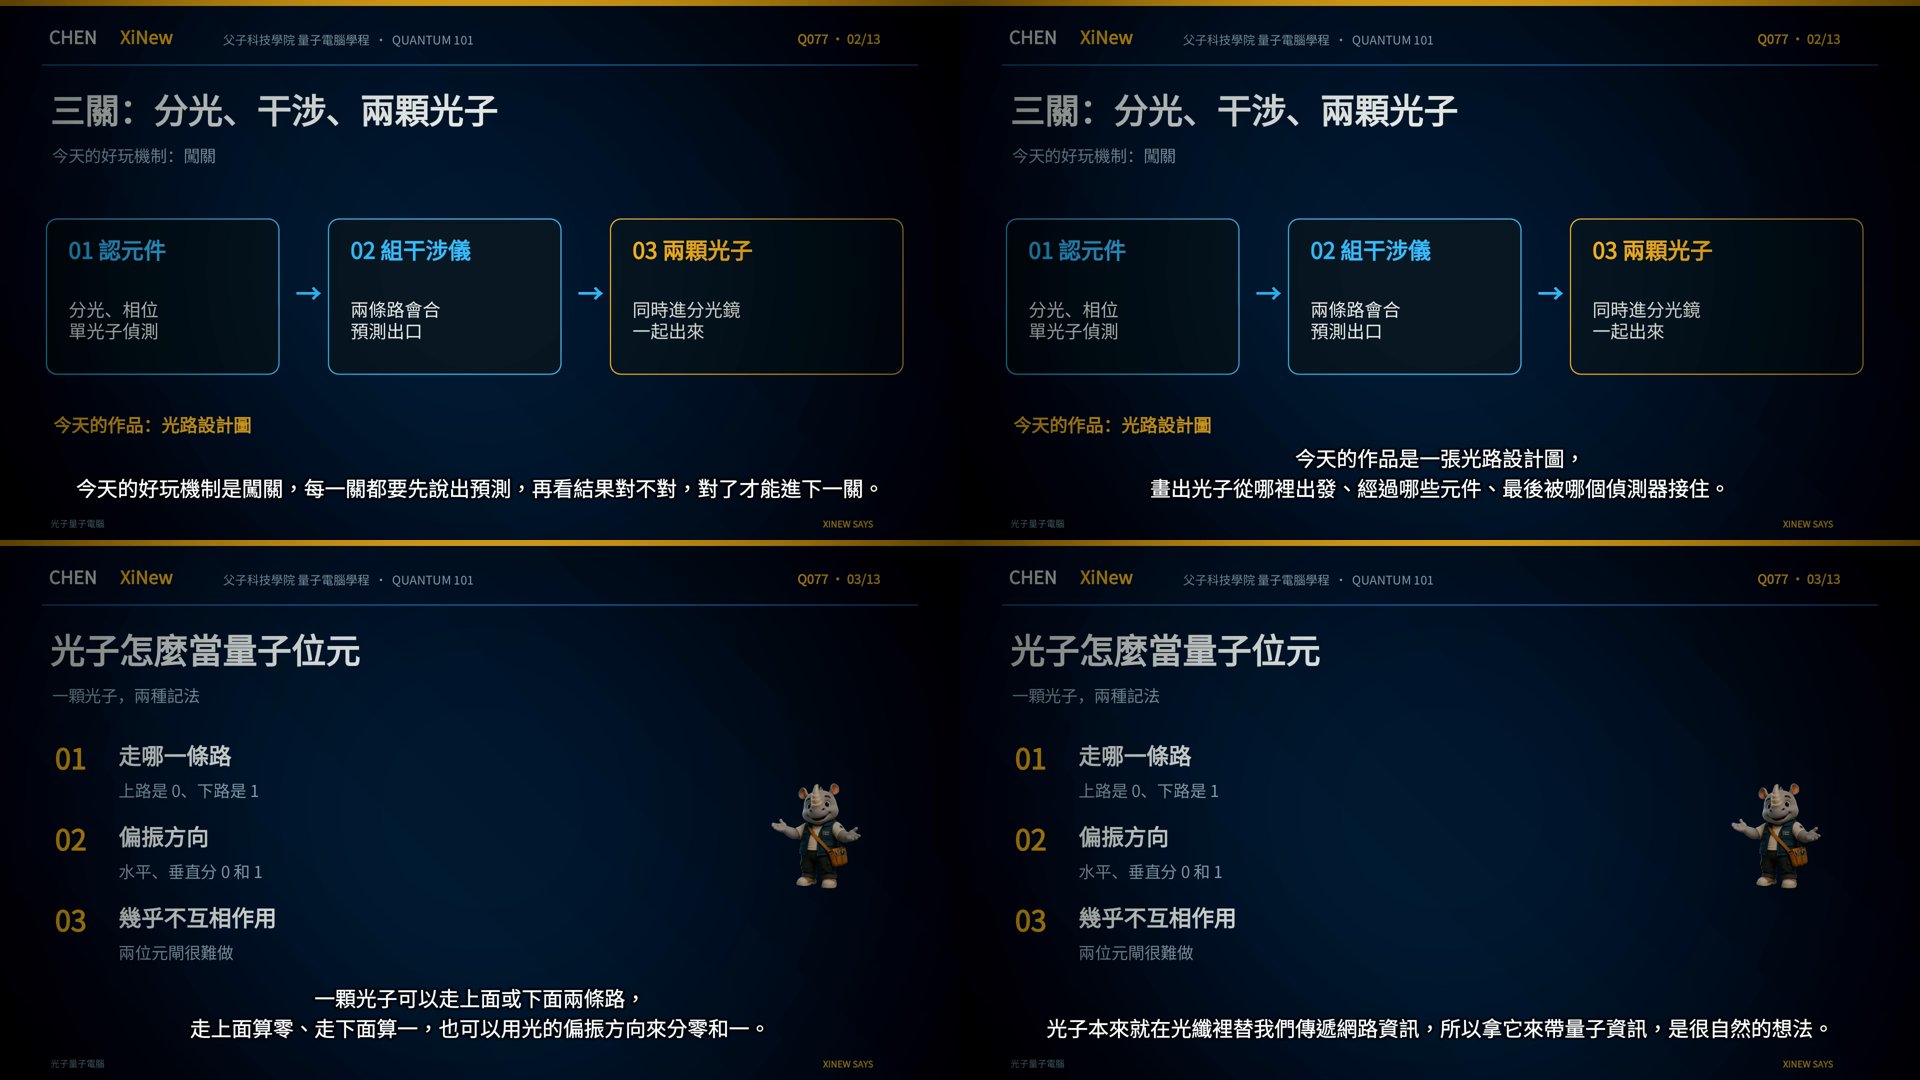 CHEN XiNew 父子科技學院 量子電腦學程 · QUANTUM 101 Q077 · 02/13
三關：分光、干涉、兩顆光子
今天的好玩機制：闖關
01 認元件
分光、相位
單光子偵測
→
02 組干涉儀
兩條路會合
預測出口
→
03 兩顆光子
同時進分光鏡
一起出來
今天的作品：光路設計圖
今天的好玩機制是闖關，每一關都要先說出預測，再看結果對不對，對了才能進下一關。
光子量子電腦 XINEW SAYS
CHEN XiNew 父子科技學院 量子電腦學程 · QUANTUM 101 Q077 · 02/13
三關：分光、干涉、兩顆光子
今天的好玩機制：闖關
01 認元件
分光、相位
單光子偵測
→
02 組干涉儀
兩條路會合
預測出口
→
03 兩顆光子
同時進分光鏡
一起出來
今天的作品：光路設計圖
今天的作品是一張光路設計圖，
畫出光子從哪裡出發、經過哪些元件、最後被哪個偵測器接住。
光子量子電腦 XINEW SAYS
CHEN XiNew 父子科技學院 量子電腦學程 · QUANTUM 101 Q077 · 03/13
光子怎麼當量子位元
一顆光子，兩種記法
01 走哪一條路
上路是 0、下路是 1
02 偏振方向
水平、垂直分 0 和 1
03 幾乎不互相作用
兩位元閘很難做
一顆光子可以走上面或下面兩條路，
走上面算零、走下面算一，也可以用光的偏振方向來分零和一。
光子量子電腦 XINEW SAYS
CHEN XiNew 父子科技學院 量子電腦學程 · QUANTUM 101 Q077 · 03/13
光子怎麼當量子位元
一顆光子，兩種記法
01 走哪一條路
上路是 0、下路是 1
02 偏振方向
水平、垂直分 0 和 1
03 幾乎不互相作用
兩位元閘很難做
光子本來就在光纖裡替我們傳遞網路資訊，所以拿它來帶量子資訊，是很自然的想法。
光子量子電腦 XINEW SAYS